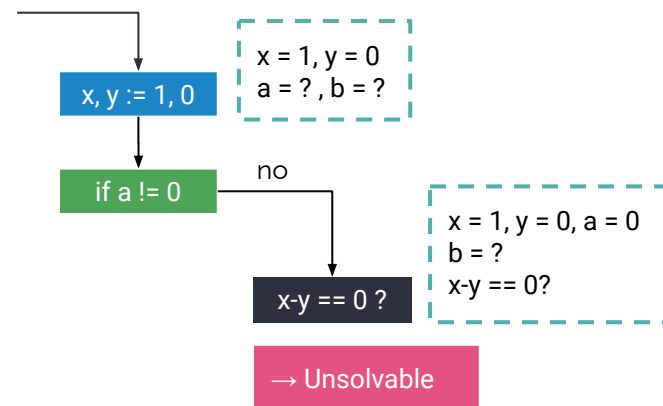 x = 1, y = 0
a = ? , b = ?
x, y := 1, 0
no
if a != 0
x = 1, y = 0, a = 0
b = ?
x-y == 0?
x-y == 0 ?
→ Unsolvable